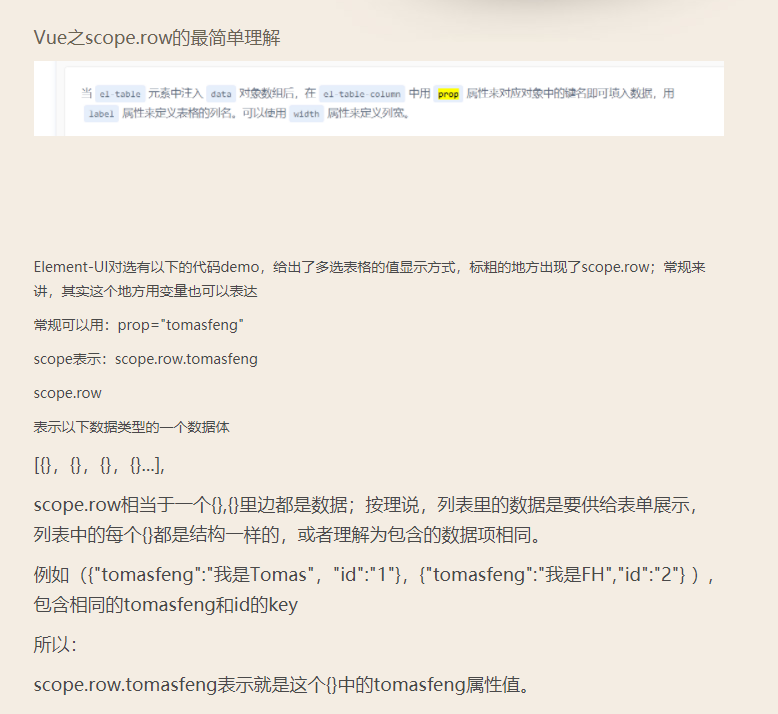 Vue之scope.row的最简单理解
当 el-table 元素中注入 data 对象数组后，在 el-table-column 中用 prop 属性来对应对象中的键名即可填入数据，用
label 属性来定义表格的列名。可以使用 width 属性来定义列宽。
Element-UI对选有以下的代码demo，给出了多选表格的值显示方式，标粗的地方出现了scope.row；常规来
讲，其实这个地方用变量也可以表达
常规可以用：prop="tomasfeng"
scope表示：scope.row.tomasfeng
scope.row
表示以下数据类型的一个数据体
[{}，{}，{}，{}...],
scope.row相当于一个{},{}里边都是数据；按理说，列表里的数据是要供给表单展示，
列表中的每个{}都是结构一样的，或者理解为包含的数据项相同。
例如（{"tomasfeng":"我是Tomas"，"id":"1"}，{"tomasfeng":"我是FH","id":"2"} ），
包含相同的tomasfeng和id的key
所以：
scope.row.tomasfeng表示就是这个{}中的tomasfeng属性值。